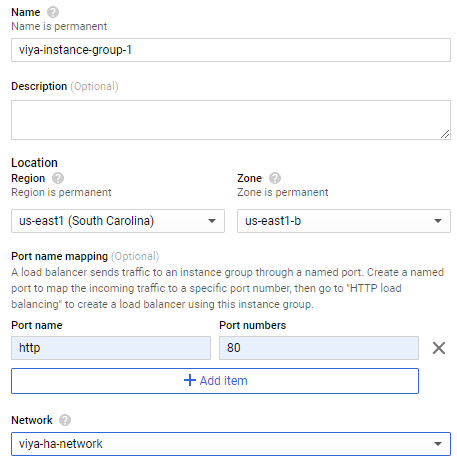 Name ?
Name is permanent
viya-instance-group-1
Description (Optional)
Location
Region ? Zone ?
Region is permanent Zone is permanent
us-east1 (South Carolina) us-east1-b
Port name mapping (Optional)
A load balancer sends traffic to an instance group through a named port. Create a named
port to map the incoming traffic to a specific port number, then go to "HTTP load
balancing" to create a load balancer using this instance group.
Port name Port numbers
http 80
+ Add item
Network ?
viya-ha-network